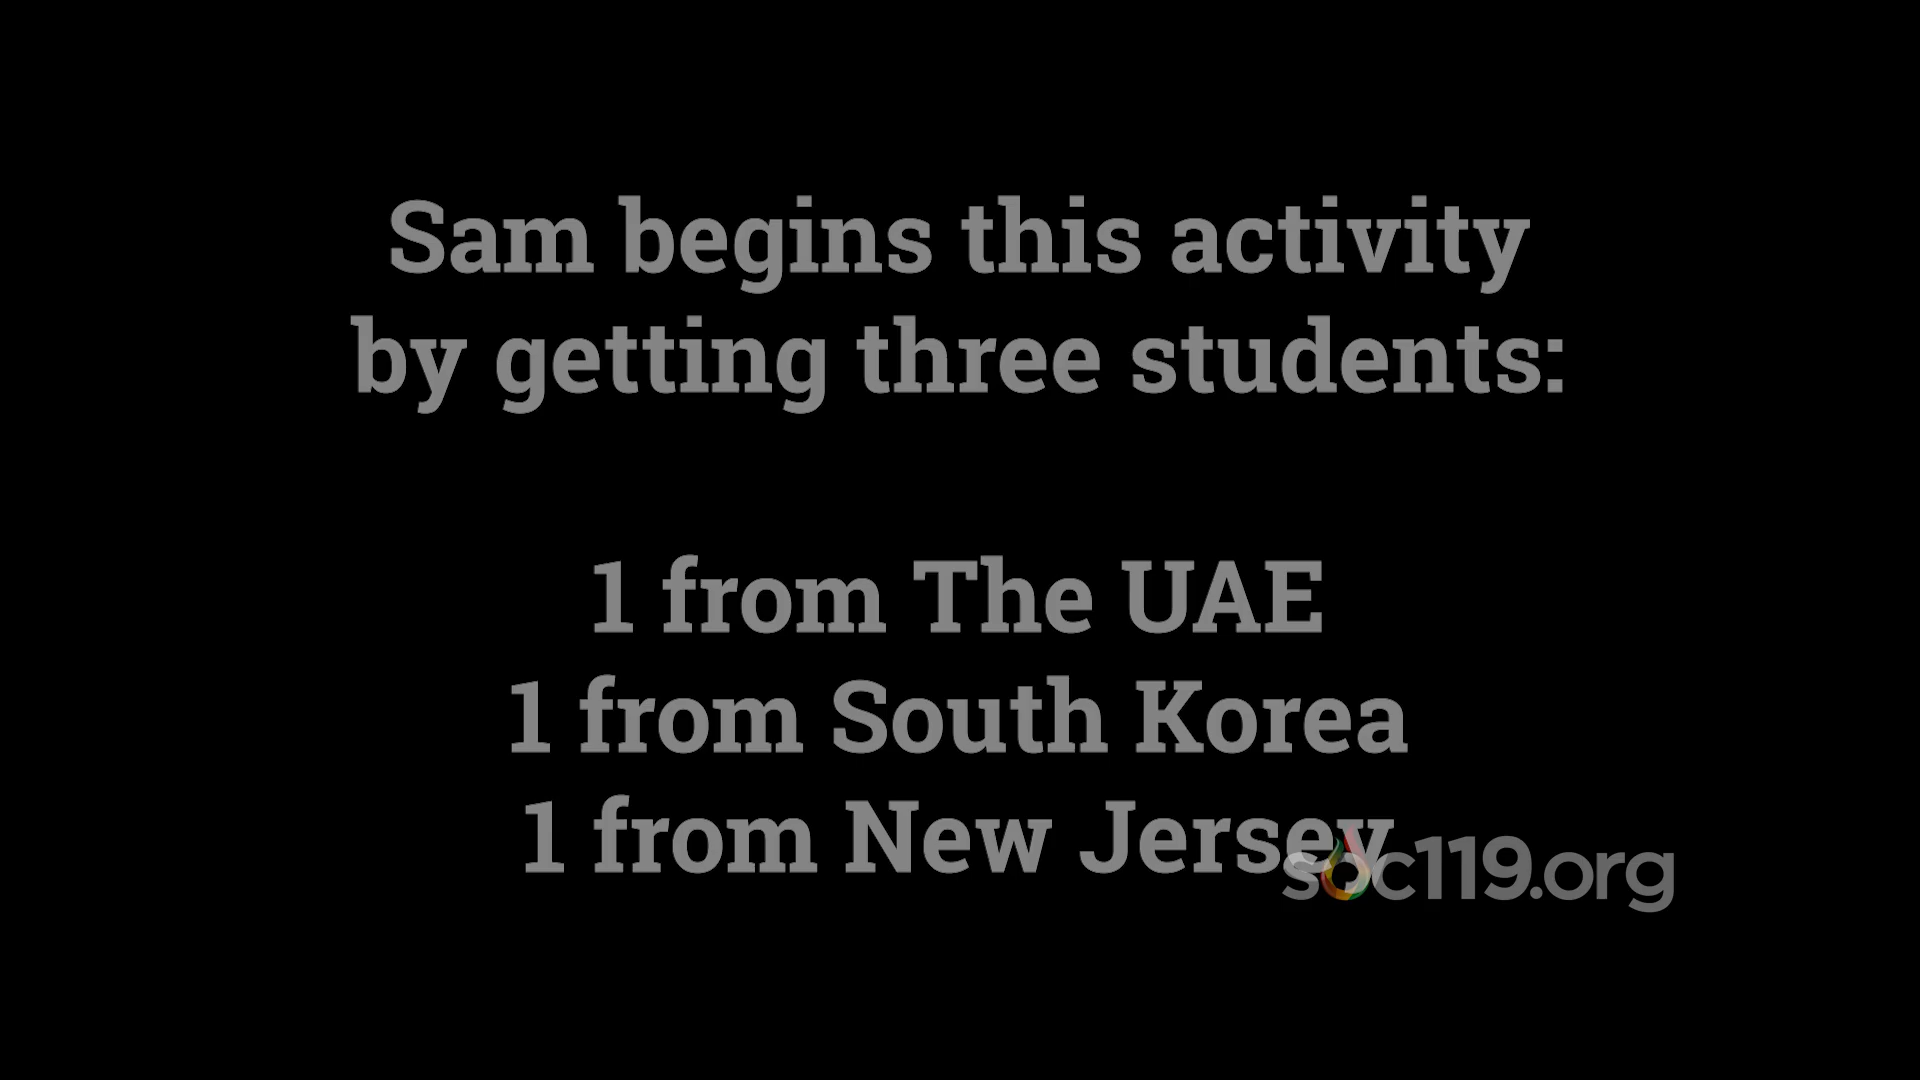 Sam begins this activity
by getting three students:
1 from The UAE
1 from South Korea
1 from New Jersey
soc119.org